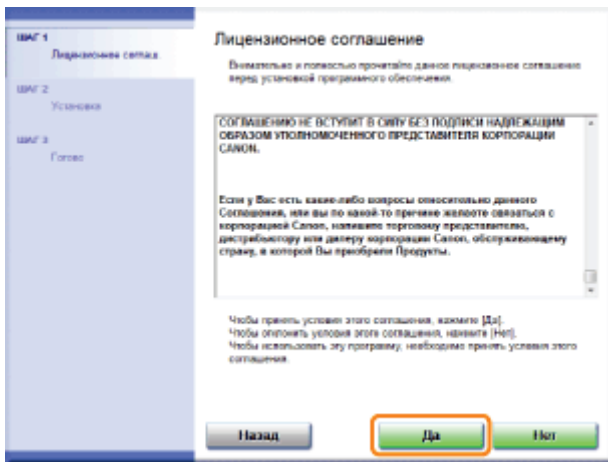 ШАГ 1
Лицензионное соглаш.
ШАГ 2
Установка
ШАГ 3
Готово
Лицензионное соглашение
Внимательно и полностью прочитайте данное лицензионное соглашение
перед установкой программного обеспечения.
СОГЛАШЕНИЮ НЕ ВСТУПИТ В СИЛУ БЕЗ ПОДПИСИ НАДЛЕЖАЩИМ
ОБРАЗОМ УПОЛНОМОЧЕННОГО ПРЕДСТАВИТЕЛЯ КОРПОРАЦИИ
CANON.
Если у Вас есть какие-либо вопросы относительно данного
Соглашения, или вы по какой-то причине желаете связаться с
корпорацией Canon, напишите торговому представителю,
дистрибьютору или дилеру корпорации Canon, обслуживающему
страну, в которой Вы приобрели Продукты.
Чтобы принять условия этого соглашения, нажмите [Да].
Чтобы отклонить условия этого соглашения, нажмите [Нет].
Чтобы использовать эту программу, необходимо принять условия этого
соглашения.
Назад
Да
Нет